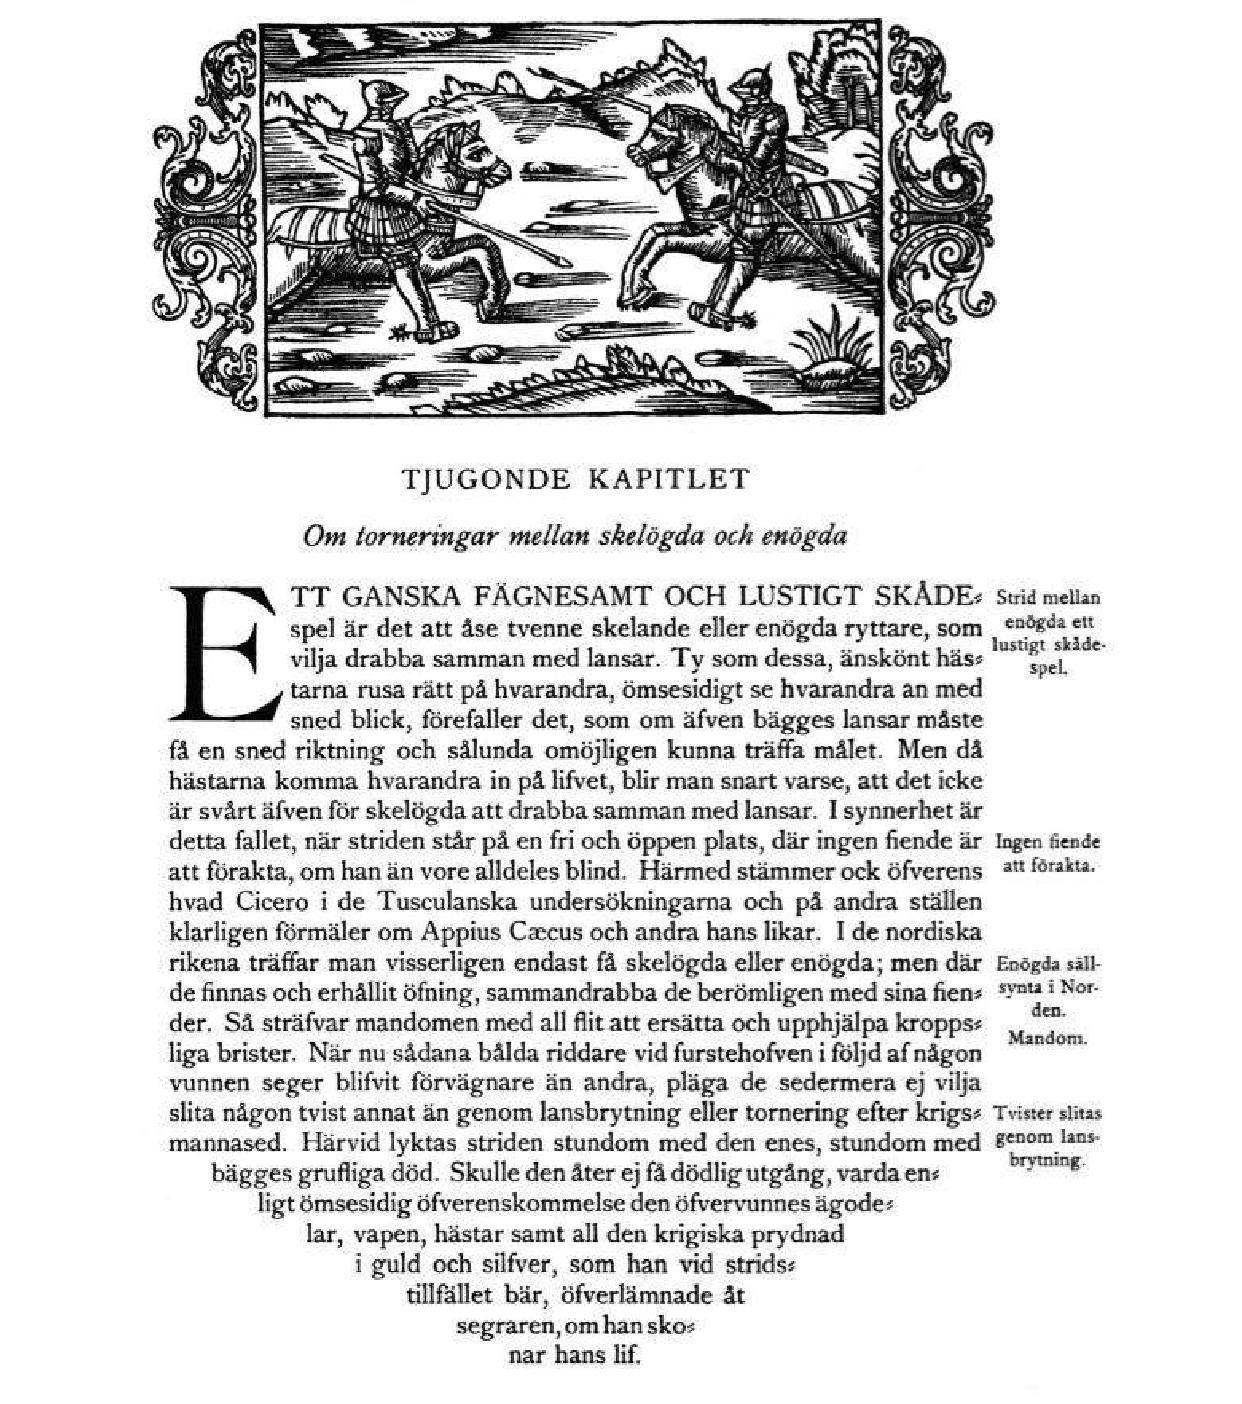 TJUGONDE KAPITLET
Om torneringar mellan skelögda och enögda
ETT GANSKA FÄGNESAMT OCH LUSTIGT SKÅDE⸗
spel är det att åse tvenne skelande eller enögda ryttare, som
vilja drabba samman med lansar. Ty som dessa, änskönt häs⸗
tarna rusa rätt på hvarandra, ömsesidigt se hvarandra an med
sned blick, förefaller det, som om äfven bägges lansar måste
få en sned riktning och sålunda omöjligen kunna träffa målet. Men då
hästarna komma hvarandra in på lifvet, blir man snart varse, att det icke
är svårt äfven för skelögda att drabba samman med lansar. I synnerhet är
detta fallet, när striden står på en fri och öppen plats, där ingen fiende är
att förakta, om han än vore alldeles blind. Härmed stämmer ock öfverens
hvad Cicero i de Tusculanska undersökningarna och på andra ställen
klarligen förmäler om Appius Cæcus och andra hans likar. I de nordiska
rikena träffar man visserligen endast få skelögda eller enögda; men där
de finnas och erhållit öfning, sammandrabba de berömligen med sina fien⸗
der. Så sträfvar mandomen med all flit att ersätta och upphjälpa kropps⸗
liga brister. När nu sådana bålda riddare vid furstehofven i följd af någon
vunnen seger blifvit förvägnare än andra, pläga de sedermera ej vilja
slita någon tvist annat än genom lansbrytning eller tornering efter krigs⸗
mannased. Härvid lyktas striden stundom med den enes, stundom med
bägges grufliga död. Skulle den åter ej få dödlig utgång, varda en⸗
ligt ömsesidig öfverenskommelse den öfvervunnes ägode⸗
lar, vapen, hästar samt all den krigiska prydnad
i guld och silfver, som han vid strids⸗
tillfället bär, öfverlämnade åt
segraren, om han sko⸗
nar hans lif.
Strid mellan
enögda ett
lustigt skåde-
spel.
Ingen fiende
att förakta.
Enögda säll-
synta i Nor-
den.
Mandom.
Tvister slitas
genom lans-
brytning.